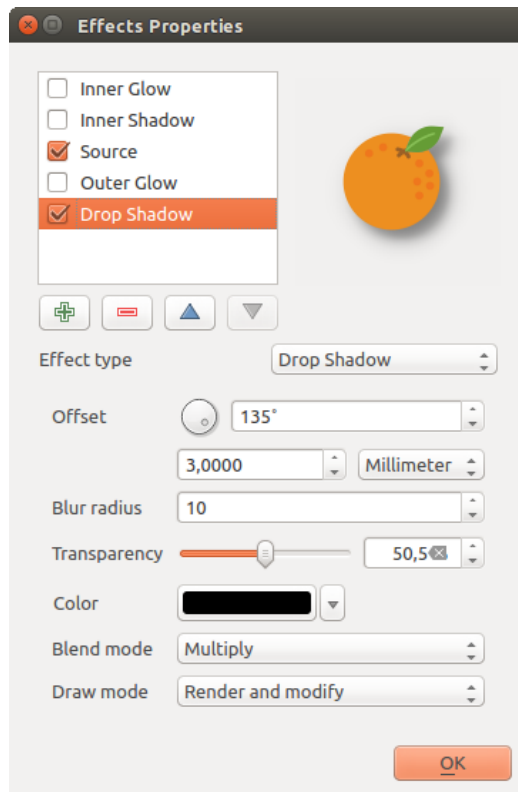 Effects Properties
Inner Glow
Inner Shadow
Source
Outer Glow
Drop Shadow
Effect type Drop Shadow
Offset 135°
3,0000 Millimeter
Blur radius 10
Transparency 50,5
Color
Blend mode Multiply
Draw mode Render and modify
OK